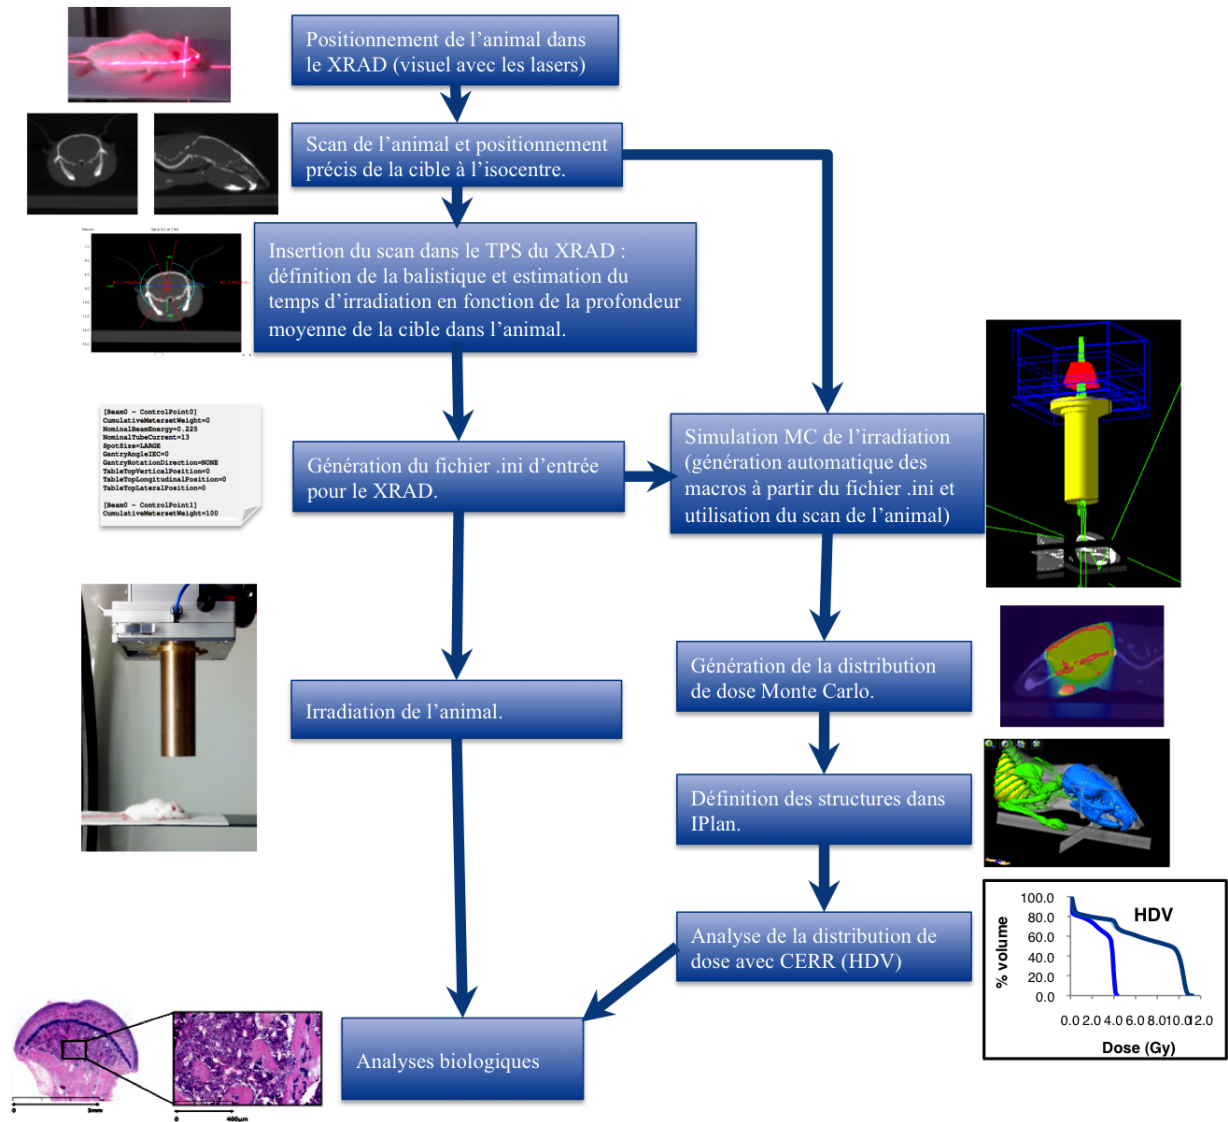 Positionnement de l'animal dans
le XRAD (visuel avec les lasers)
Scan de l'animal et positionnement
précis de la cible à l'isocentre.
Insertion du scan dans le TPS du XRAD :
définition de la balistique et estimation du
temps d'irradiation en fonction de la profondeur
moyenne de la cible dans l'animal.
[Beam0 - ControlPoint0]
CumulativeMetersetWeight=0
NominalBeamEnergy=0.225
NominalTubeCurrent=13
SpotSize=LARGE
GantryAngleIEC=0
GantryRotationDirection=NONE
TableTopVerticalPosition=0
TableTopLongitudinalPosition=0
TableTopLateralPosition=0
[Beam0 - ControlPoint1]
CumulativeMetersetWeight=100
Génération du fichier .ini d'entrée
pour le XRAD.
Simulation MC de l'irradiation
(génération automatique des
macros à partir du fichier .ini et
utilisation du scan de l'animal)
Irradiation de l'animal.
Génération de la distribution
de dose Monte Carlo.
Définition des structures dans
IPlan.
Analyse de la distribution de
dose avec CERR (HDV)
HDV
% volume
100.0
80.0
60.0
40.0
20.0
0.0
0.0 2.0 4.0 6.0 8.0 10.0 12.0
Dose (Gy)
Analyses biologiques
0 3mm
0 400µm